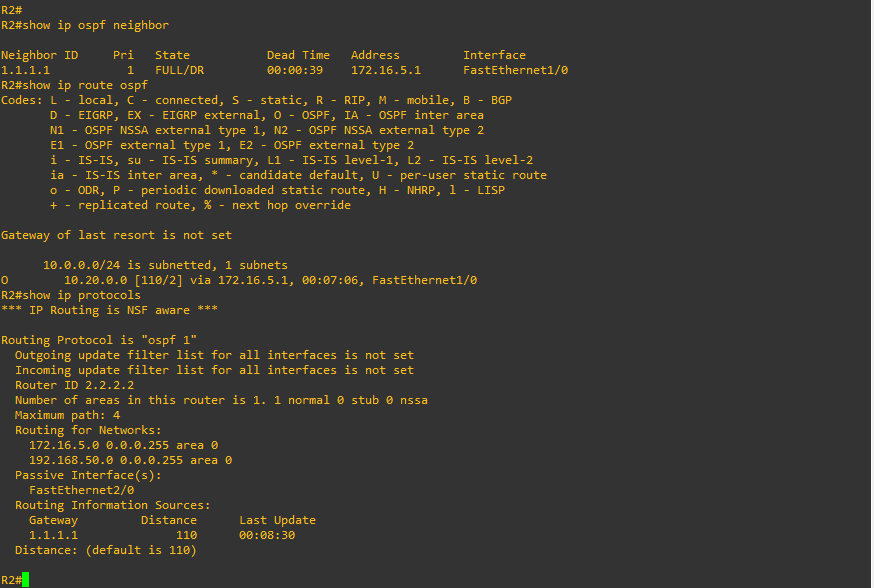 R2#
R2#show ip ospf neighbor

Neighbor ID     Pri   State           Dead Time   Address         Interface
1.1.1.1           1   FULL/DR         00:00:39    172.16.5.1      FastEthernet1/0
R2#show ip route ospf
Codes: L - local, C - connected, S - static, R - RIP, M - mobile, B - BGP
       D - EIGRP, EX - EIGRP external, O - OSPF, IA - OSPF inter area
       N1 - OSPF NSSA external type 1, N2 - OSPF NSSA external type 2
       E1 - OSPF external type 1, E2 - OSPF external type 2
       i - IS-IS, su - IS-IS summary, L1 - IS-IS level-1, L2 - IS-IS level-2
       ia - IS-IS inter area, * - candidate default, U - per-user static route
       o - ODR, P - periodic downloaded static route, H - NHRP, l - LISP
       + - replicated route, % - next hop override

Gateway of last resort is not set

      10.0.0.0/24 is subnetted, 1 subnets
O        10.20.0.0 [110/2] via 172.16.5.1, 00:07:06, FastEthernet1/0
R2#show ip protocols
*** IP Routing is NSF aware ***

Routing Protocol is "ospf 1"
  Outgoing update filter list for all interfaces is not set
  Incoming update filter list for all interfaces is not set
  Router ID 2.2.2.2
  Number of areas in this router is 1. 1 normal 0 stub 0 nssa
  Maximum path: 4
  Routing for Networks:
    172.16.5.0 0.0.0.255 area 0
    192.168.50.0 0.0.0.255 area 0
  Passive Interface(s):
    FastEthernet2/0
  Routing Information Sources:
    Gateway         Distance      Last Update
    1.1.1.1              110      00:08:30
  Distance: (default is 110)

R2#